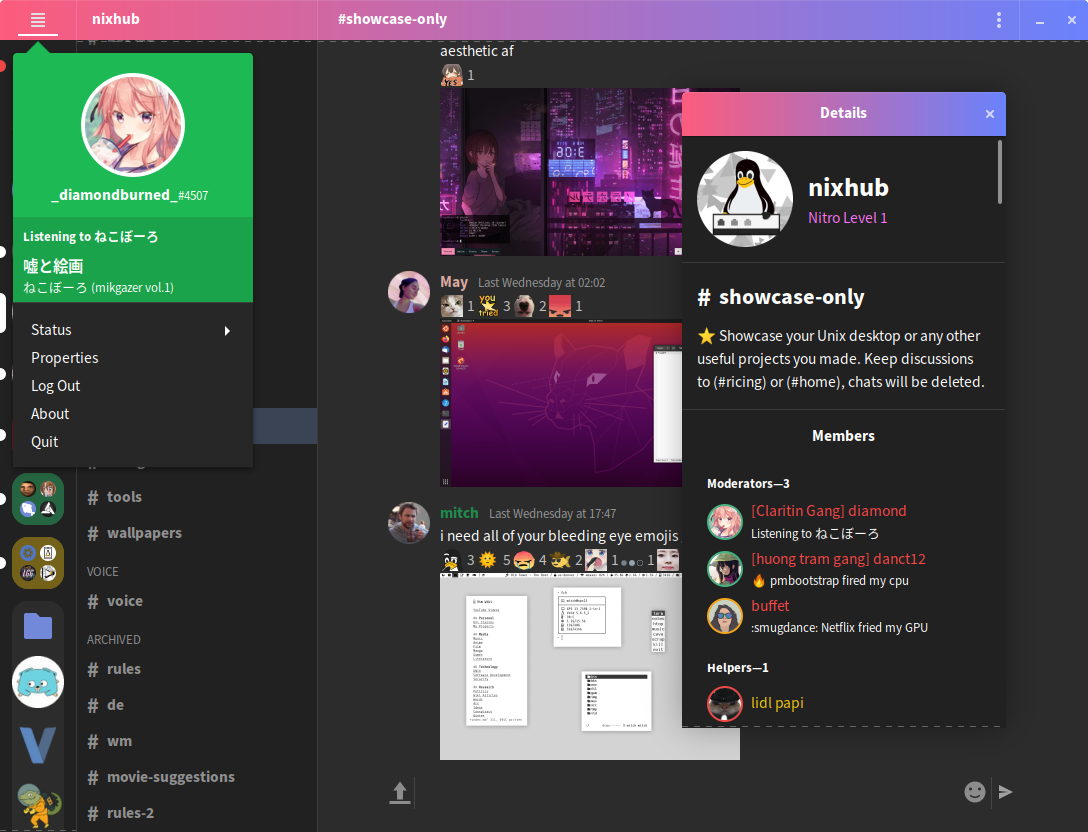 nixhub
#showcase-only
_diamondburned_#4507
Listening to ねこぼーろ
嘘と絵画
ねこぼーろ (mikgazer vol.1)
Status
Properties
Log Out
About
Quit
# tools
# wallpapers
VOICE
# voice
ARCHIVED
# rules
# de
# wm
# movie-suggestions
# rules-2
aesthetic af
YES 1
May Last Wednesday at 02:02
1 you tried 3 2 1
mitch Last Wednesday at 17:47
i need all of your bleeding eye emojis
3 5 4 2 1 1
Details
nixhub
Nitro Level 1
# showcase-only
⭐ Showcase your Unix desktop or any other
useful projects you made. Keep discussions
to (#ricing) or (#home), chats will be deleted.
Members
Moderators—3
[Claritin Gang] diamond
Listening to ねこぼーろ
[huong tram gang] danct12
🔥 pmbootstrap fired my cpu
buffet
:smugdance: Netflix fried my GPU
Helpers—1
lidl papi